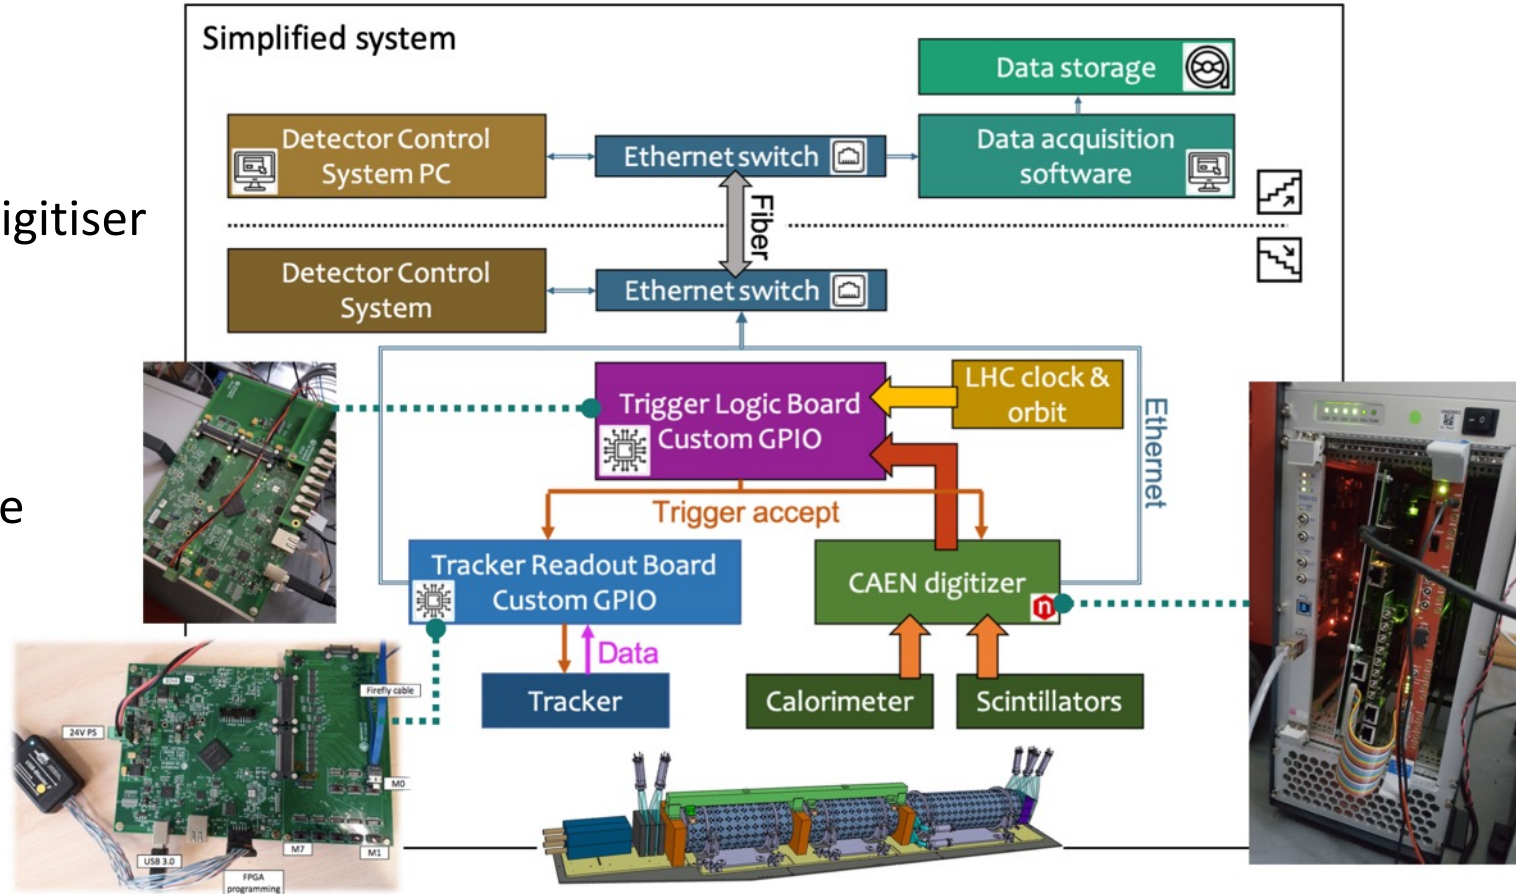 Simplified system
Data storage
Detector Control
System PC
Ethernet switch
Data acquisition
software
igitiser
Fiber
Detector Control
System
Ethernet switch
Trigger Logic Board
Custom GPIO
LHC clock &
orbit
Ethernet
e
Trigger accept
Tracker Readout Board
Custom GPIO
CAEN digitizer
n
Data
Tracker
Calorimeter
Scintillators
Firefly cable
24V PS
M0
USB 3.0
M7
M1
FPGA
programming